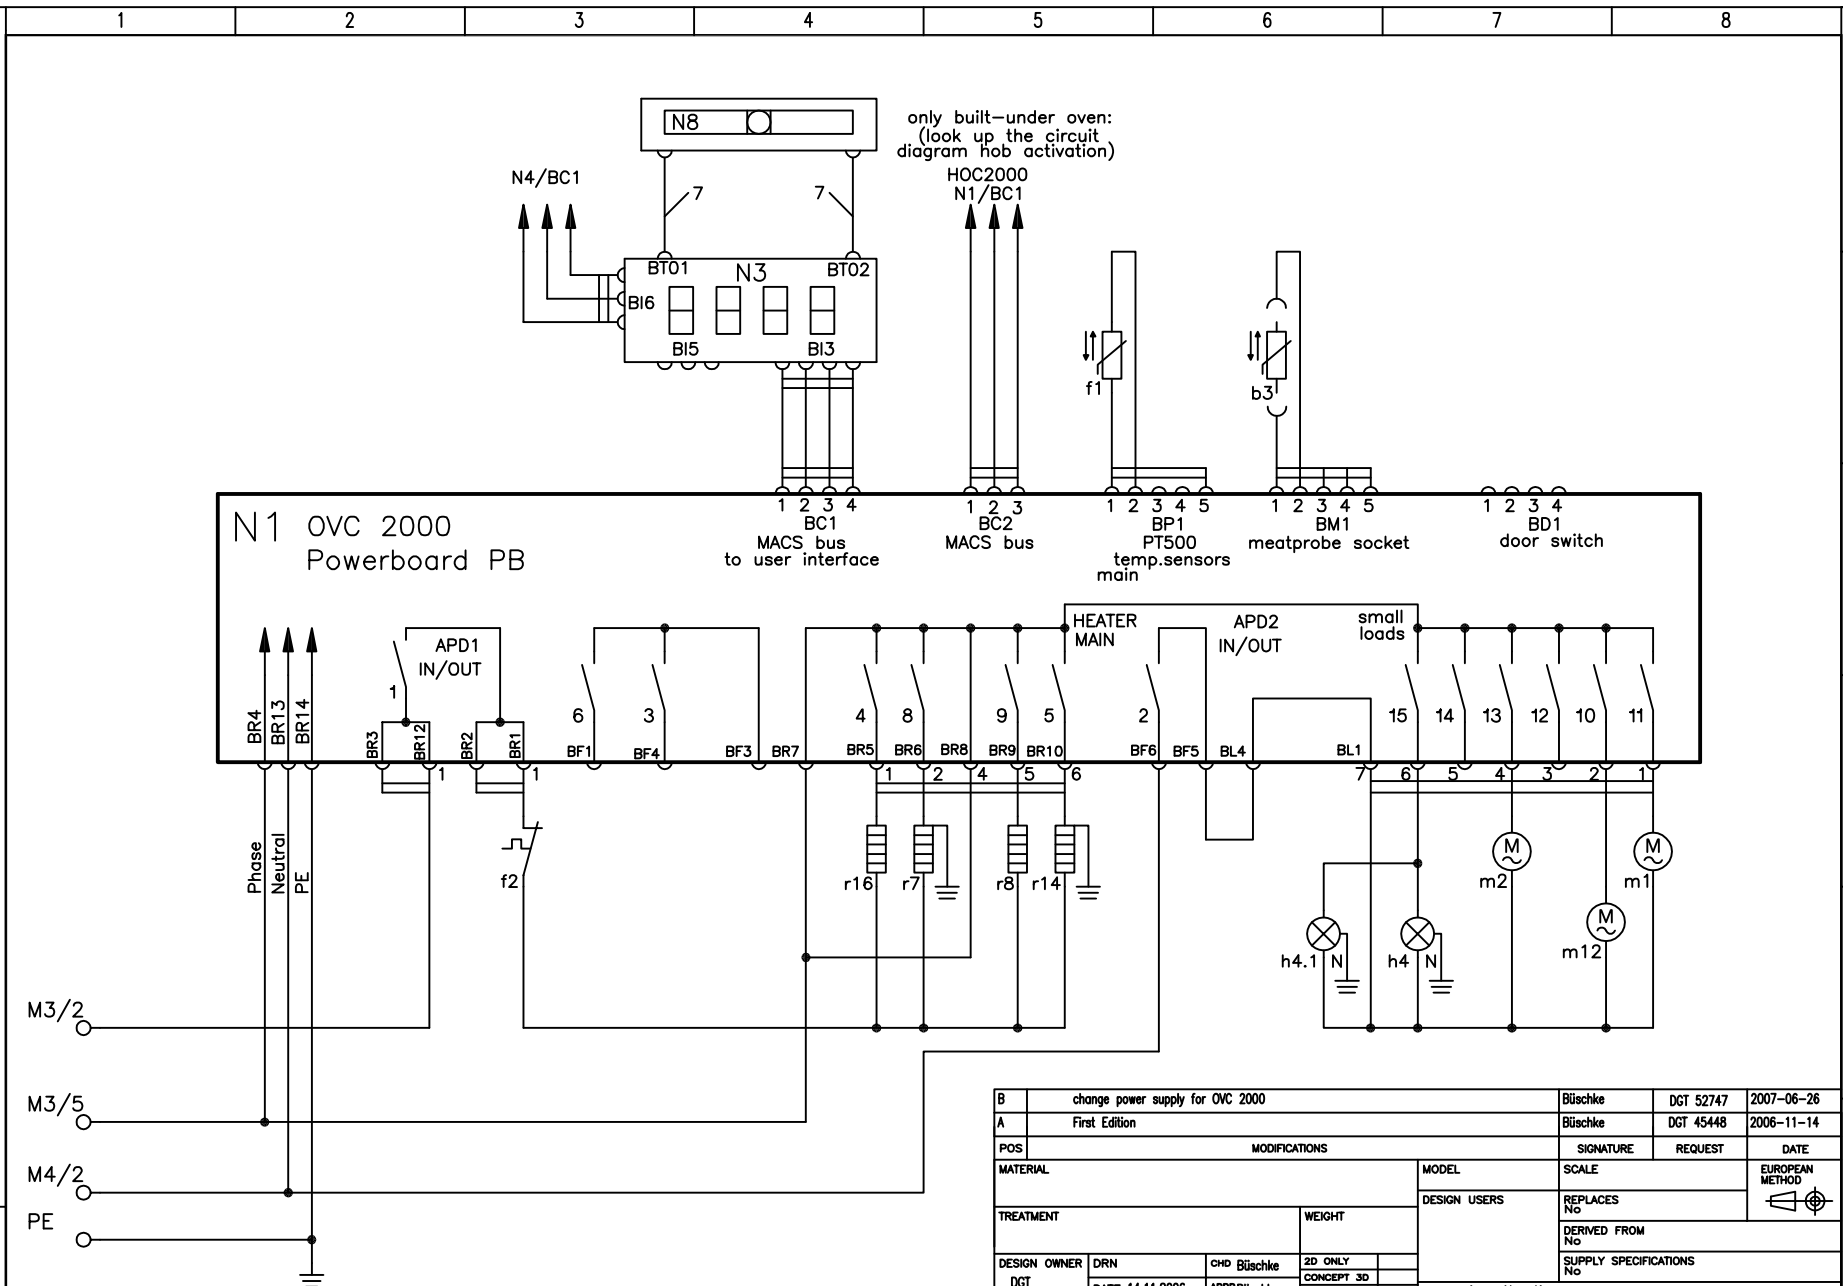 1 2 3 4 5 6 7 8
N8
only built-under oven:
(look up the circuit
diagram hob activation)
HOC2000
N1/BC1
N4/BC1
7 7
BT01 N3 BT02
BI6
BI5 BI3
f1
b3
1 2 3 4
BC1
MACS bus
to user interface
1 2 3
BC2
MACS bus
1 2 3 4 5
BP1
PT500
temp.sensors
main
1 2 3 4 5
BM1
meatprobe socket
1 2 3 4
BD1
door switch
N1 OVC 2000
Powerboard PB
APD1
IN/OUT
HEATER
MAIN
APD2
IN/OUT
small
loads
1 6 3 4 8 9 5 2 15 14 13 12 10 11
BR4 BR13 BR14 BR3 BR12 BR2 BR1 BF1 BF4 BF3 BR7 BR5 BR6 BR8 BR9 BR10 BF6 BF5 BL4 BL1
1 1 1 2 4 5 6 7 6 5 4 3 2 1
Phase
Neutral
PE
f2
r16 r7 r8 r14
m2
m1
m12
h4.1 N
h4 N
M3/2
M3/5
M4/2
PE
B change power supply for OVC 2000 Büschke DGT 52747 2007-06-26
A First Edition Büschke DGT 45448 2006-11-14
POS MODIFICATIONS SIGNATURE REQUEST DATE
MATERIAL MODEL SCALE EUROPEAN
METHOD
DESIGN USERS REPLACES
No
TREATMENT WEIGHT
DERIVED FROM
No
DESIGN OWNER DRN CHD Büschke 2D ONLY SUPPLY SPECIFICATIONS
No
DGT CONCEPT 3D